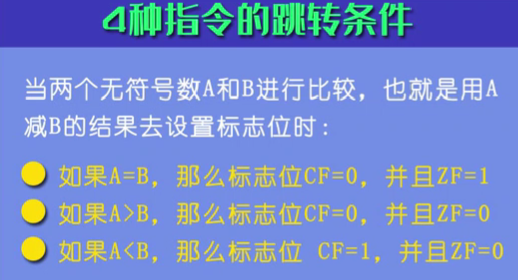 4种指令的跳转条件
当两个无符号数A和B进行比较，也就是用A
减B的结果去设置标志位时：
如果A=B，那么标志位CF=0，并且ZF=1
如果A>B，那么标志位CF=0，并且ZF=0
如果A<B，那么标志位 CF=1，并且ZF=0